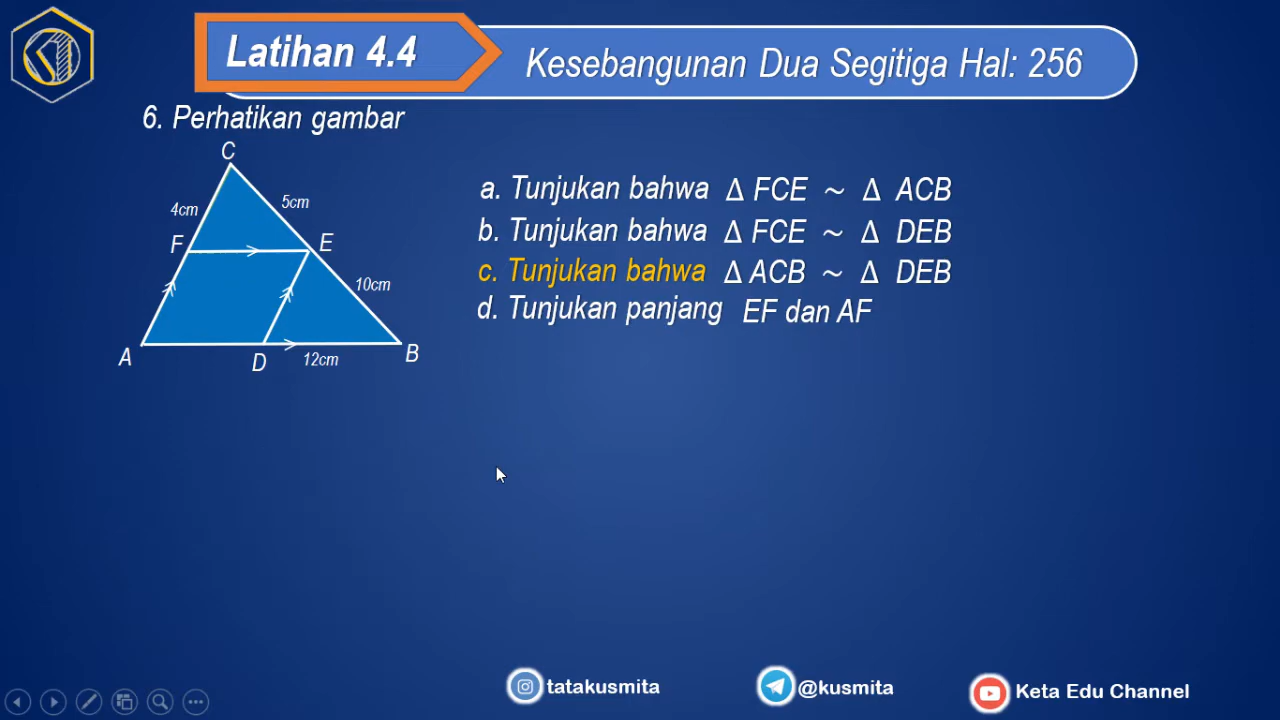 Latihan 4.4
Kesebangunan Dua Segitiga Hal: 256
6. Perhatikan gambar
C
4cm
5cm
F
E
10cm
A
D
12cm
B
a. Tunjukan bahwa Δ FCE ~ Δ ACB
b. Tunjukan bahwa Δ FCE ~ Δ DEB
c. Tunjukan bahwa Δ ACB ~ Δ DEB
d. Tunjukan panjang EF dan AF
tatakusmita
@kusmita
Keta Edu Channel